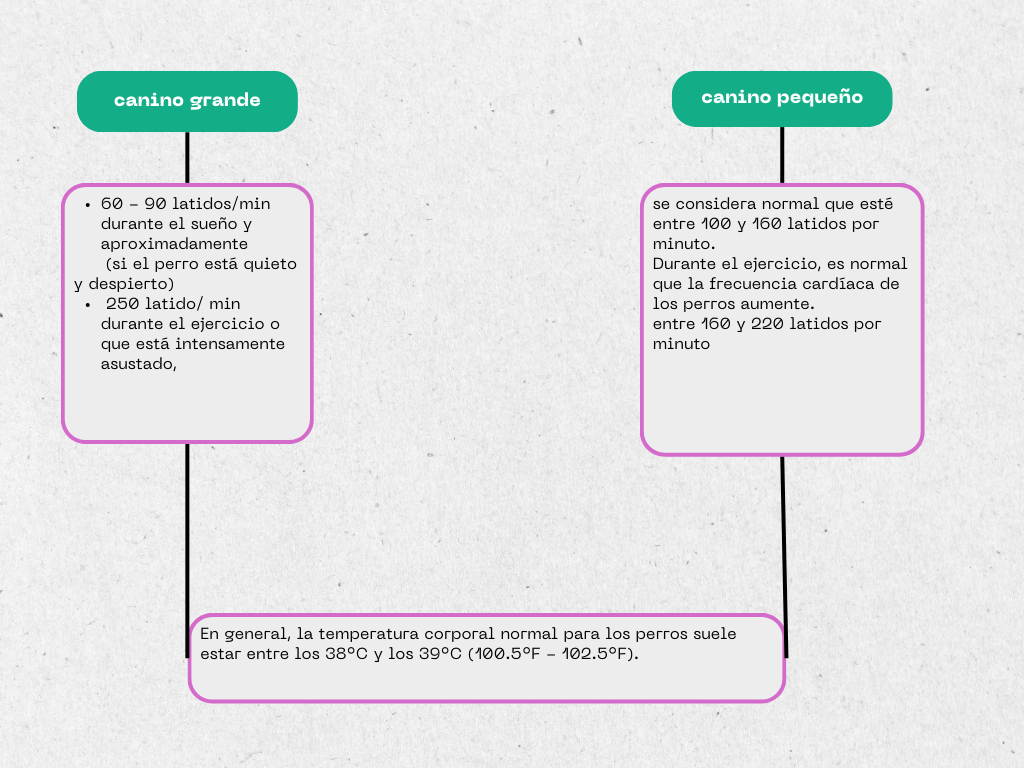 canino grande
• 60 - 90 latidos/min
durante el sueño y
aproximadamente
(si el perro está quieto
y despierto)
• 250 latido/ min
durante el ejercicio o
que está intensamente
asustado,
canino pequeño
se considera normal que esté
entre 100 y 160 latidos por
minuto.
Durante el ejercicio, es normal
que la frecuencia cardíaca de
los perros aumente.
entre 160 y 220 latidos por
minuto
En general, la temperatura corporal normal para los perros suele
estar entre los 38°C y los 39°C (100.5°F - 102.5°F).